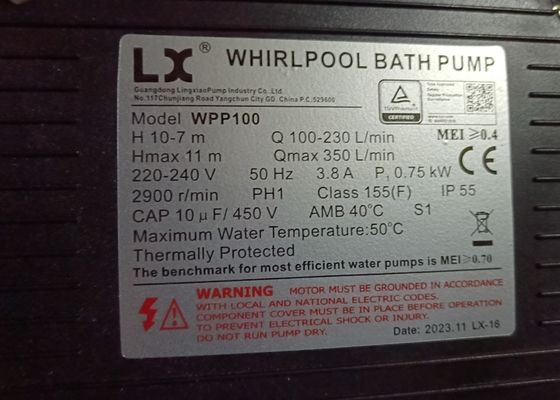 LX® WHIRLPOOL BATH PUMP
Guangdong LingxiaoPump Industry Co.Ltd.
No.117Chunjiang Road Yangchun City GD. China P.C.529600
Model WPP100
TÜVRheinland
CERTIFIED
H 10-7 m Q 100-230 L/min MEI≥0.4
Hmax 11 m Qmax 350 L/min
220-240 V 50 Hz 3.8 A P₁ 0.75 kW CE
2900 r/min PH1 Class 155(F) IP 55
CAP 10 μF/ 450 V AMB 40℃ S1
Maximum Water Temperature:50℃
Thermally Protected
The benchmark for most efficient water pumps is MEI≥0.70
WARNING MOTOR MUST BE GROUNDED IN ACCORDANCE
WITH LOCAL AND NATIONAL ELECTRIC CODES.
COMPONENT COVER MUST BE IN PLACE BEFORE OPERATION
TO PREVENT ELECTRICAL SHOCK OR INJURY.
DO NOT RUN PUMP DRY.
Date: 2023.11 LX-16